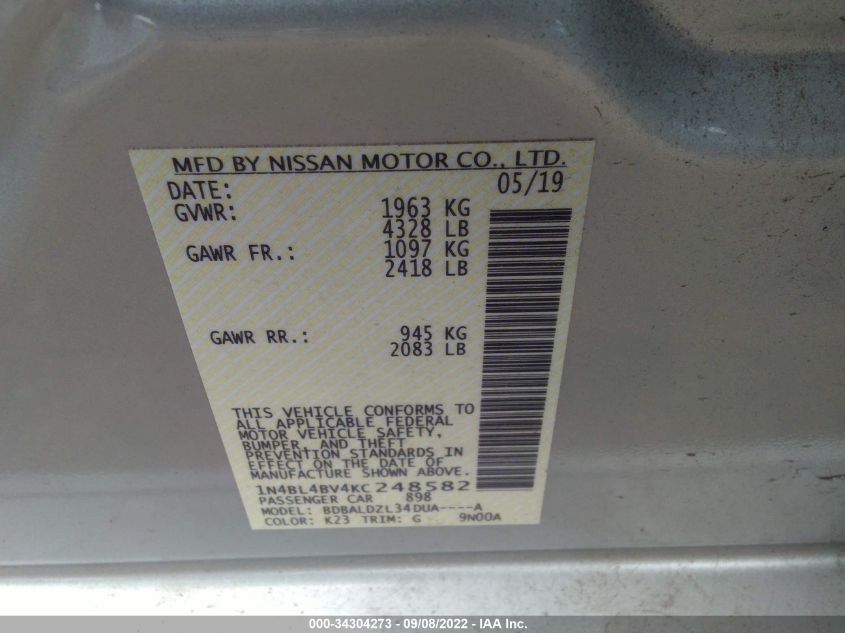 MFD BY NISSAN MOTOR CO., LTD.
DATE: 05/19
GVWR: 1963 KG
4328 LB
GAWR FR.: 1097 KG
2418 LB
GAWR RR.: 945 KG
2083 LB
THIS VEHICLE CONFORMS TO
ALL APPLICABLE FEDERAL
MOTOR VEHICLE SAFETY,
BUMPER, AND THEFT
PREVENTION STANDARDS IN
EFFECT ON THE DATE OF
MANUFACTURE SHOWN ABOVE.
1N4BL4BV4KC248582
PASSENGER CAR 898
MODEL: BDBALDZL34DUA----A
COLOR: K23 TRIM: G 9N00A
000-34304273 - 09/08/2022 - IAA Inc.